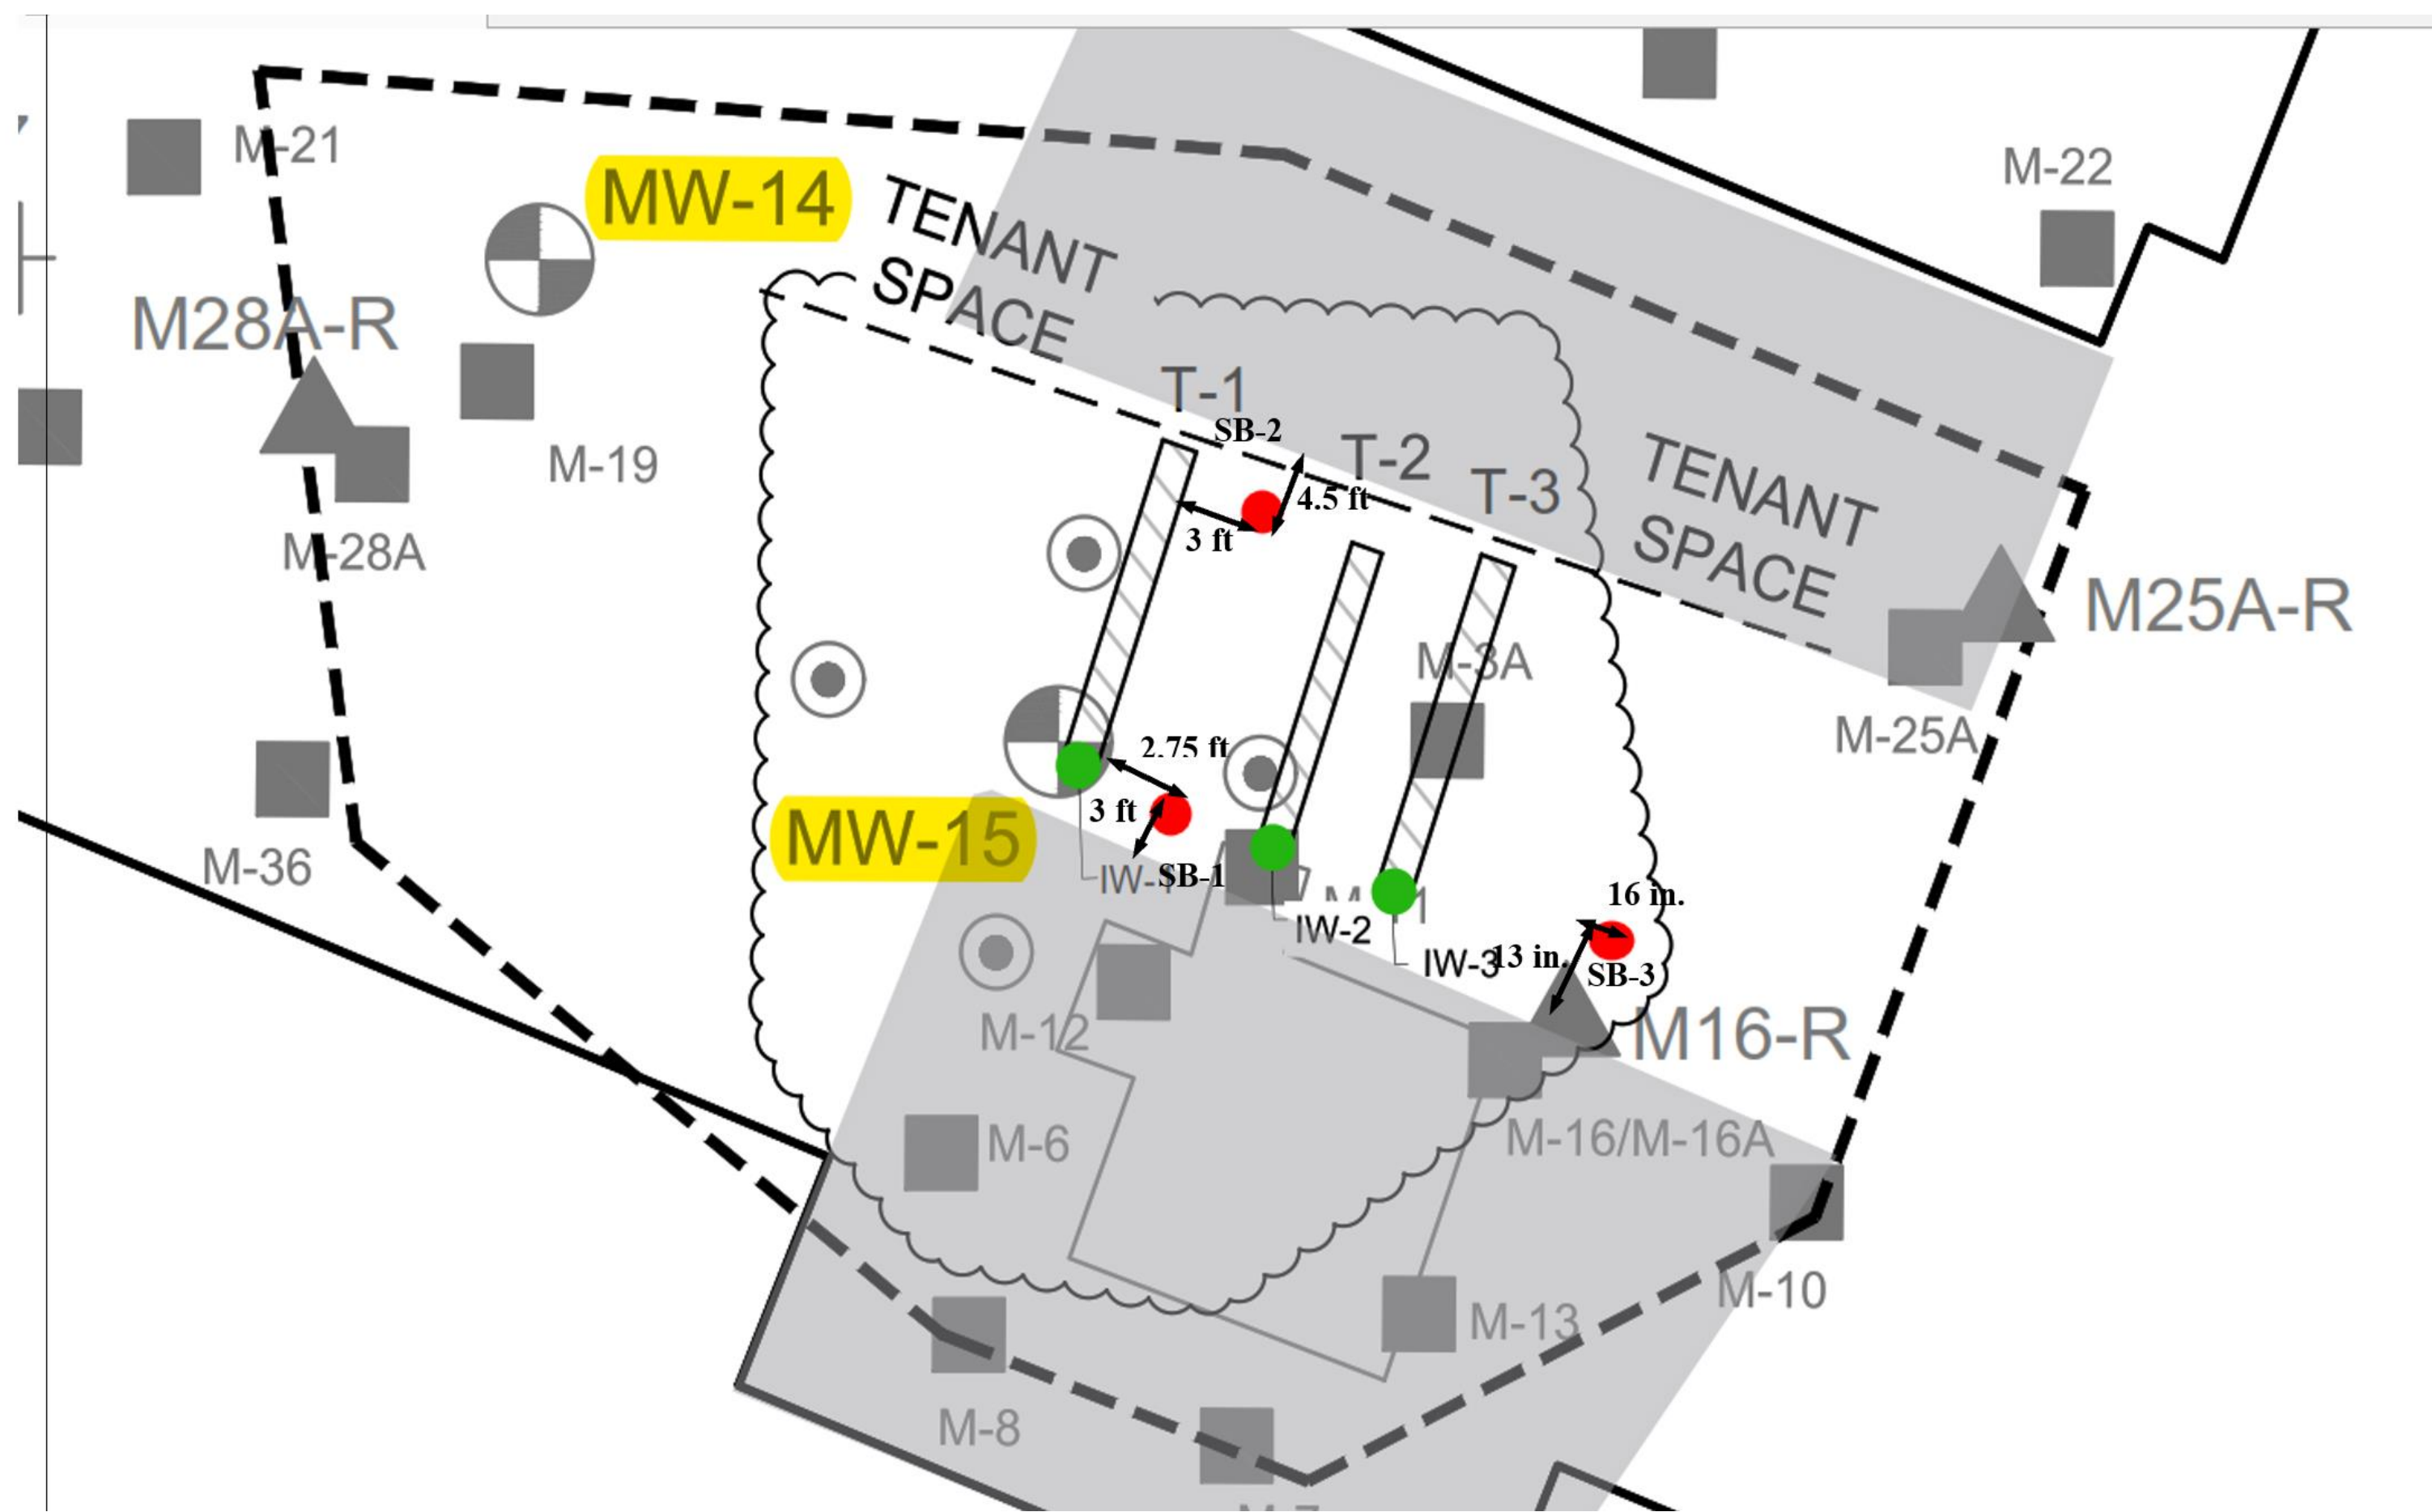 M-21
MW-14
M-22
TENANT
SPACE
M28A-R
T-1
SB-2
T-2
T-3
M-19
4.5 ft
3 ft
TENANT
SPACE
M-28A
M25A-R
M-3A
M-25A
2.75 ft
3 ft
MW-15
M-36
IW-1
SB-1
IW-2
16 in.
IW-3
13 in.
SB-3
M-12
M16-R
M-6
M-16/M-16A
M-10
M-13
M-8